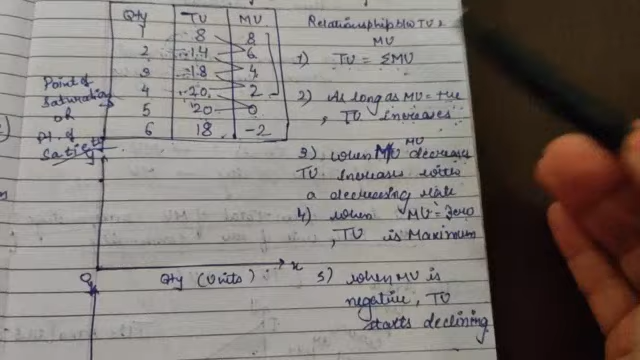 Qty TU MU
1 8 8
2 14 6
3 18 4
4 20 2
5 20 0
6 18 -2
Point of
Saturation
or
Pt. of
Satiety
y
O
Qty (Units) x
Relationship b/w TU &
MU
1) TU = ΣMU
2) As long as MU = +ve
, TU increases
MU
3) when MU decreases
TU increases with
a decreasing rate
4) when MU = Zero
, TU is Maximum
5) when MU is
negative, TU
starts declining